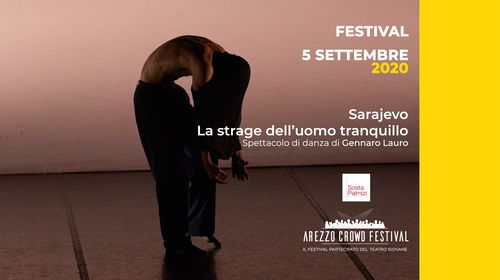 FESTIVAL
5 SETTEMBRE
2020
Sarajevo
La strage dell'uomo tranquillo
Spettacolo di danza di Gennaro Lauro
Sosta
Palmizi
AREZZO CROWD FESTIVAL
IL FESTIVAL PARTECIPATO DEL TEATRO GIOVANE